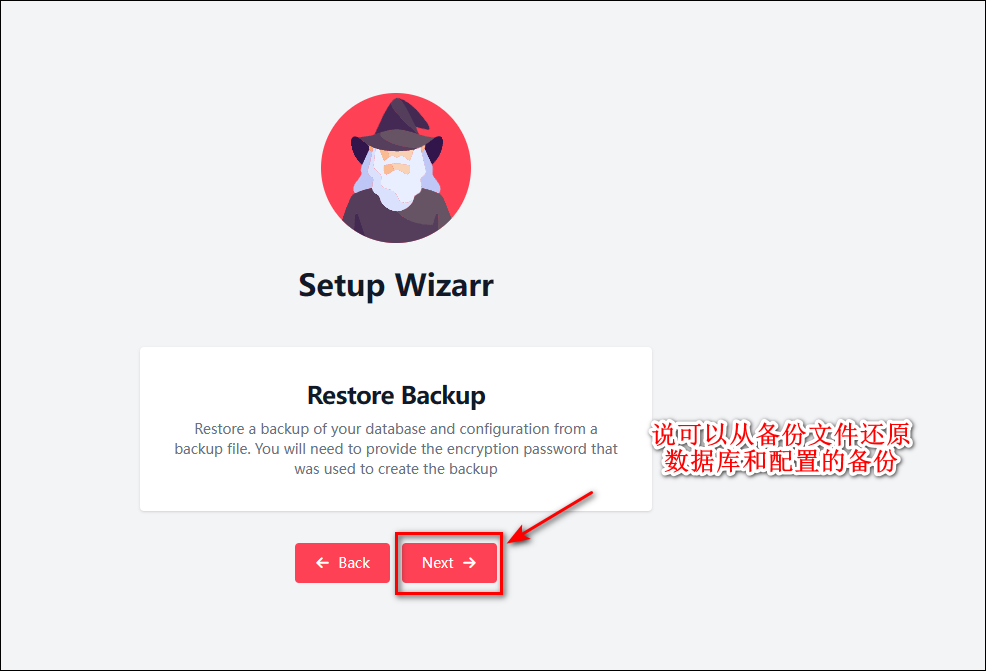 Setup Wizarr
Restore Backup
Restore a backup of your database and configuration from a
backup file. You will need to provide the encryption password that
was used to create the backup
说可以从备份文件还原
数据库和配置的备份
← Back
Next →